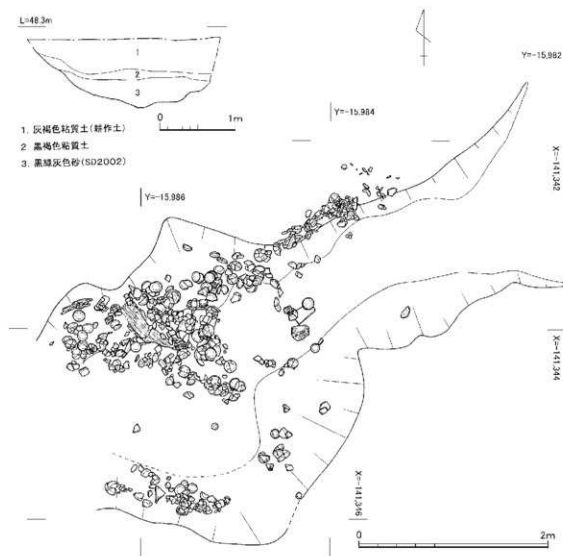 L=48.3m
1
2
3
0 1m
1. 灰褐色粘質土(耕作土)
2 黒褐色粘質土
3. 黒緑灰色砂(SD2002)
Y=-15,982
Y=-15,984
Y=-15,986
X=-141,342
X=-141,344
X=-141,346
0 2m